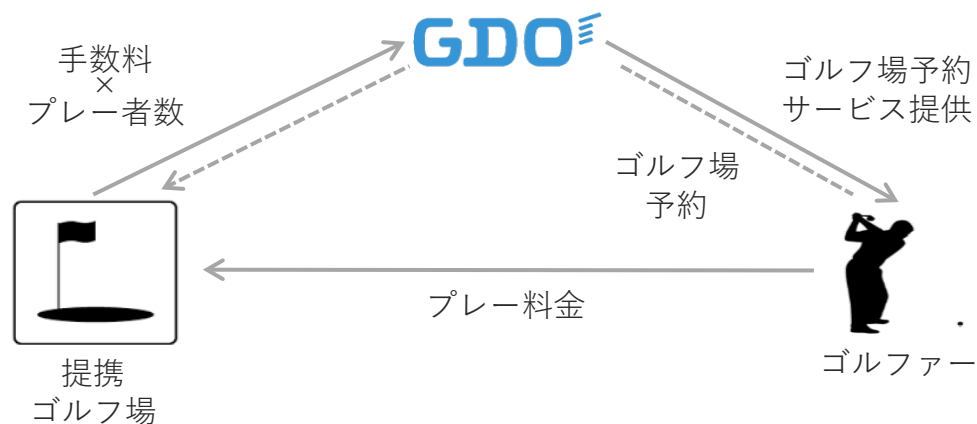 GDO
手数料
×
プレー者数
ゴルフ場予約
サービス提供
ゴルフ場
予約
プレー料金
提携
ゴルフ場
ゴルファー